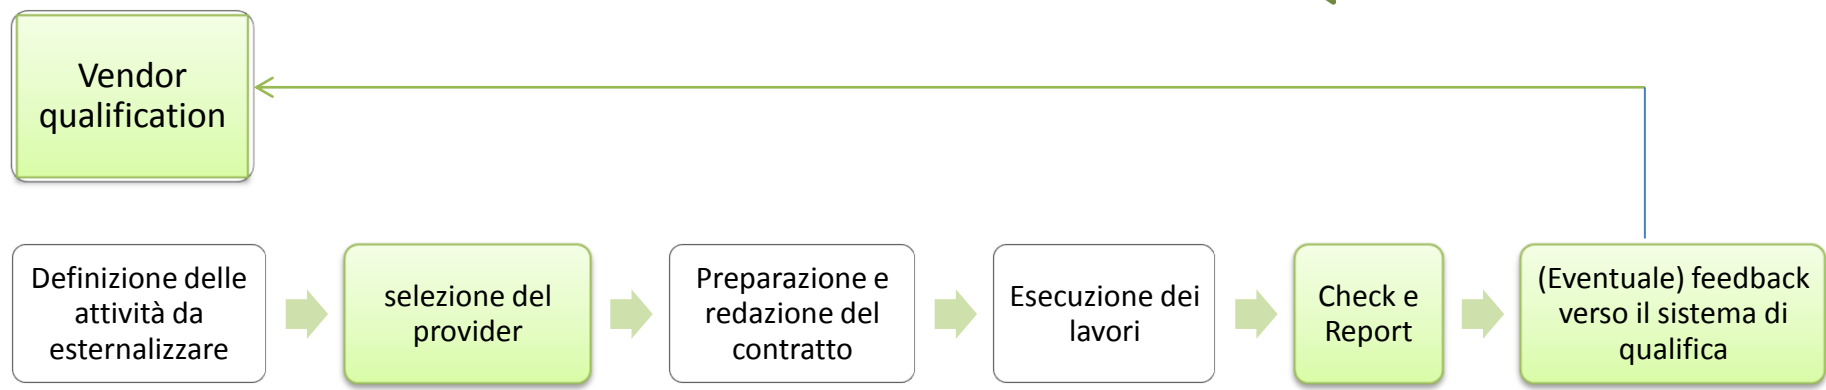 Vendor
qualification
Definizione delle
attività da
esternalizzare
selezione del
provider
Preparazione e
redazione del
contratto
Esecuzione dei
lavori
Check e
Report
(Eventuale) feedback
verso il sistema di
qualifica